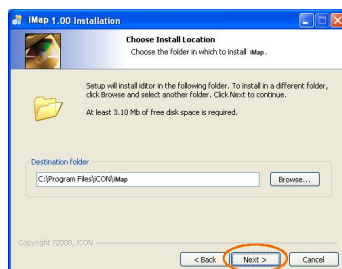 iMap 1.00 Installation
Choose Install Location
Choose the folder in which to install iMap.
Setup will install iditor in the following folder. To install in a different folder,
click Browse and select another folder. Click Next to continue.
At least 3.10 Mb of free disk space is required.
Destination folder
C:\Program Files\ICON\iMap
Browse...
Copyright ?2008, ICON
< Back
Next >
Cancel